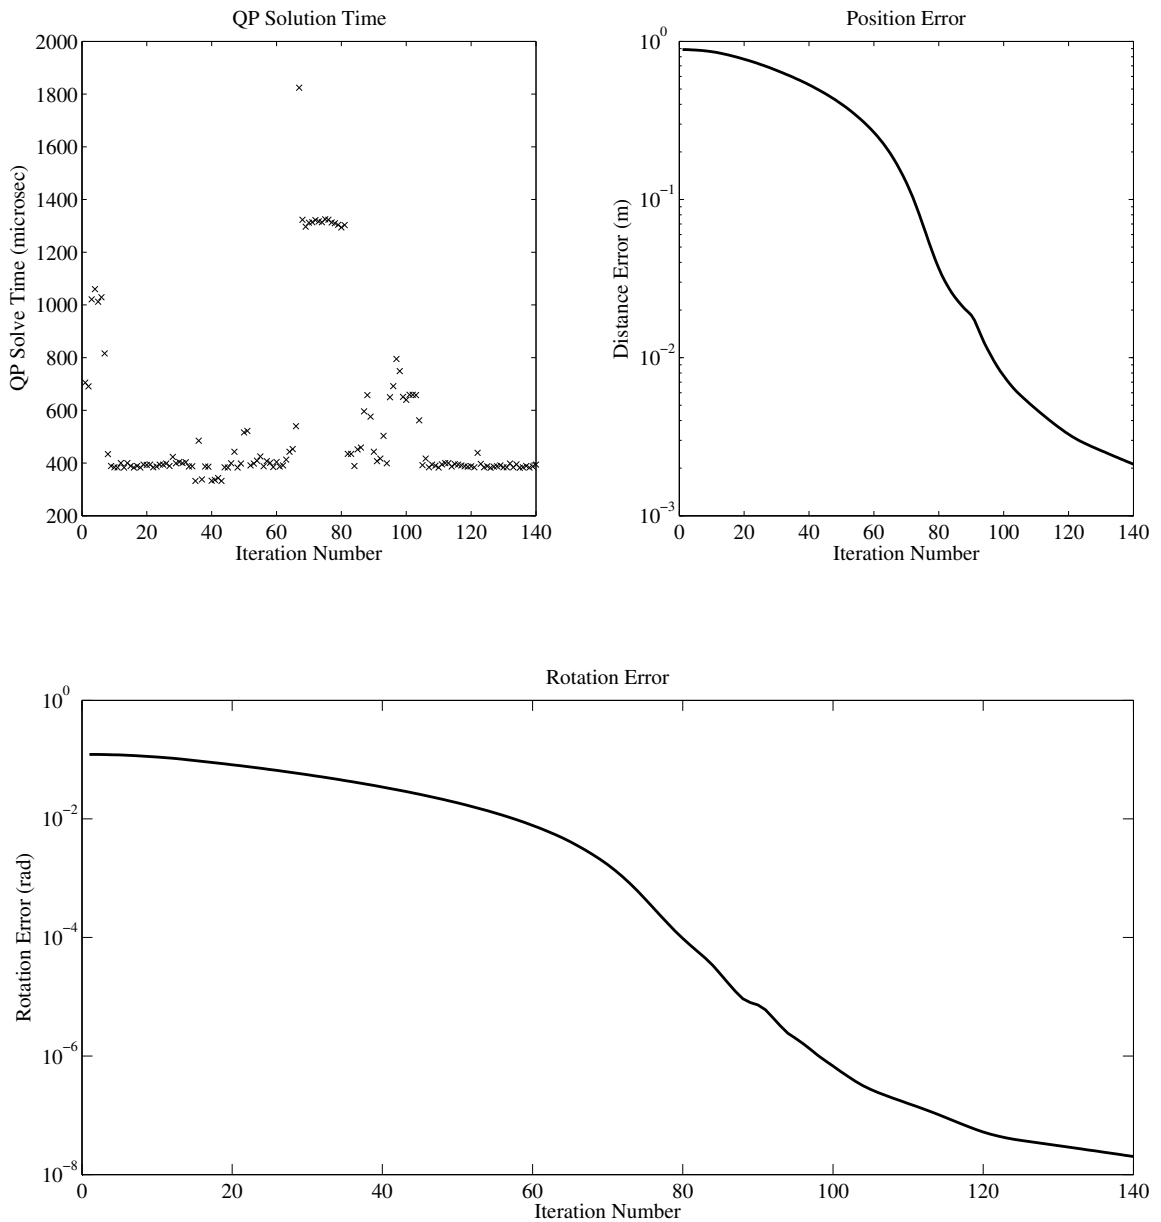 QP Solution Time
2000
1800
1600
1400
1200
1000
800
600
400
200
QP Solve Time (microsec)
0 20 40 60 80 100 120 140
Iteration Number
Position Error
10^0
10^−1
10^−2
10^−3
Distance Error (m)
0 20 40 60 80 100 120 140
Iteration Number
Rotation Error
10^0
10^−2
10^−4
10^−6
10^−8
Rotation Error (rad)
0 20 40 60 80 100 120 140
Iteration Number